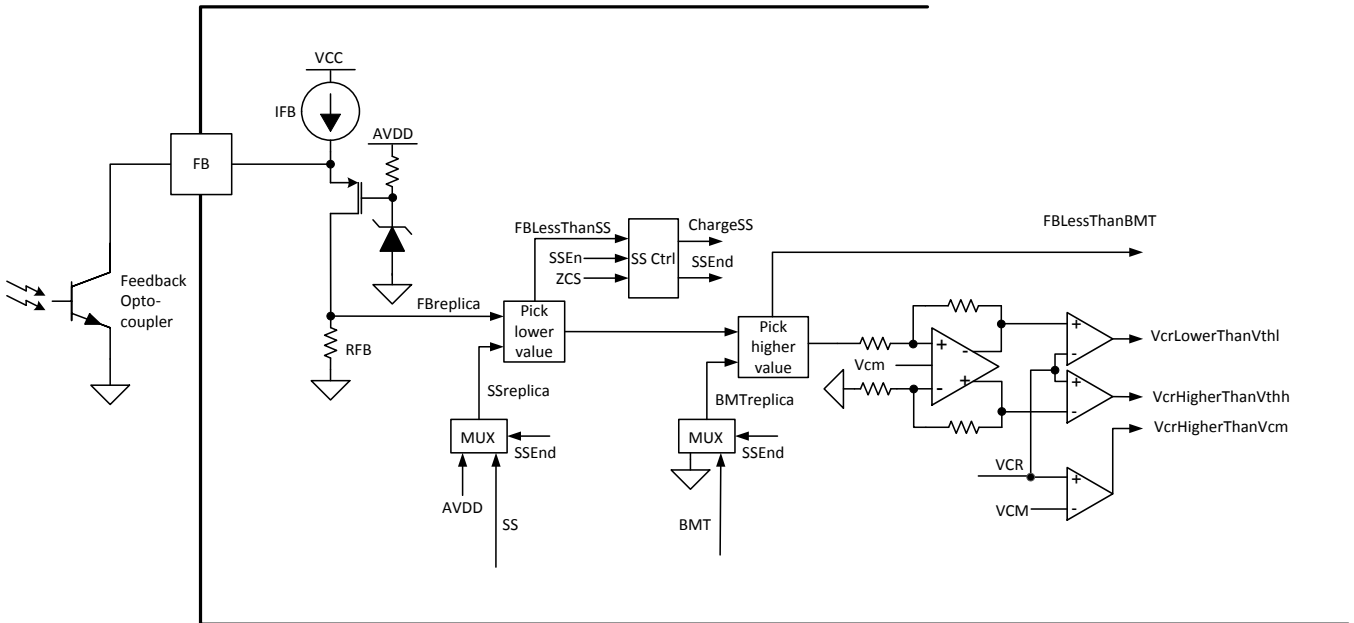 VCC
IFB
AVDD
FB
FBLessThanSS
SSEn
ZCS
SS Ctrl
ChargeSS
SSEnd
FBLessThanBMT
Feedback
Opto-
coupler
FBreplica
Pick
lower
value
Pick
higher
value
RFB
Vcm
+
-
-
+
+
-
+
-
VcrLowerThanVthl
VcrHigherThanVthh
VcrHigherThanVcm
SSreplica
BMTreplica
MUX
SSEnd
MUX
SSEnd
AVDD
SS
BMT
VCR
VCM
+
-